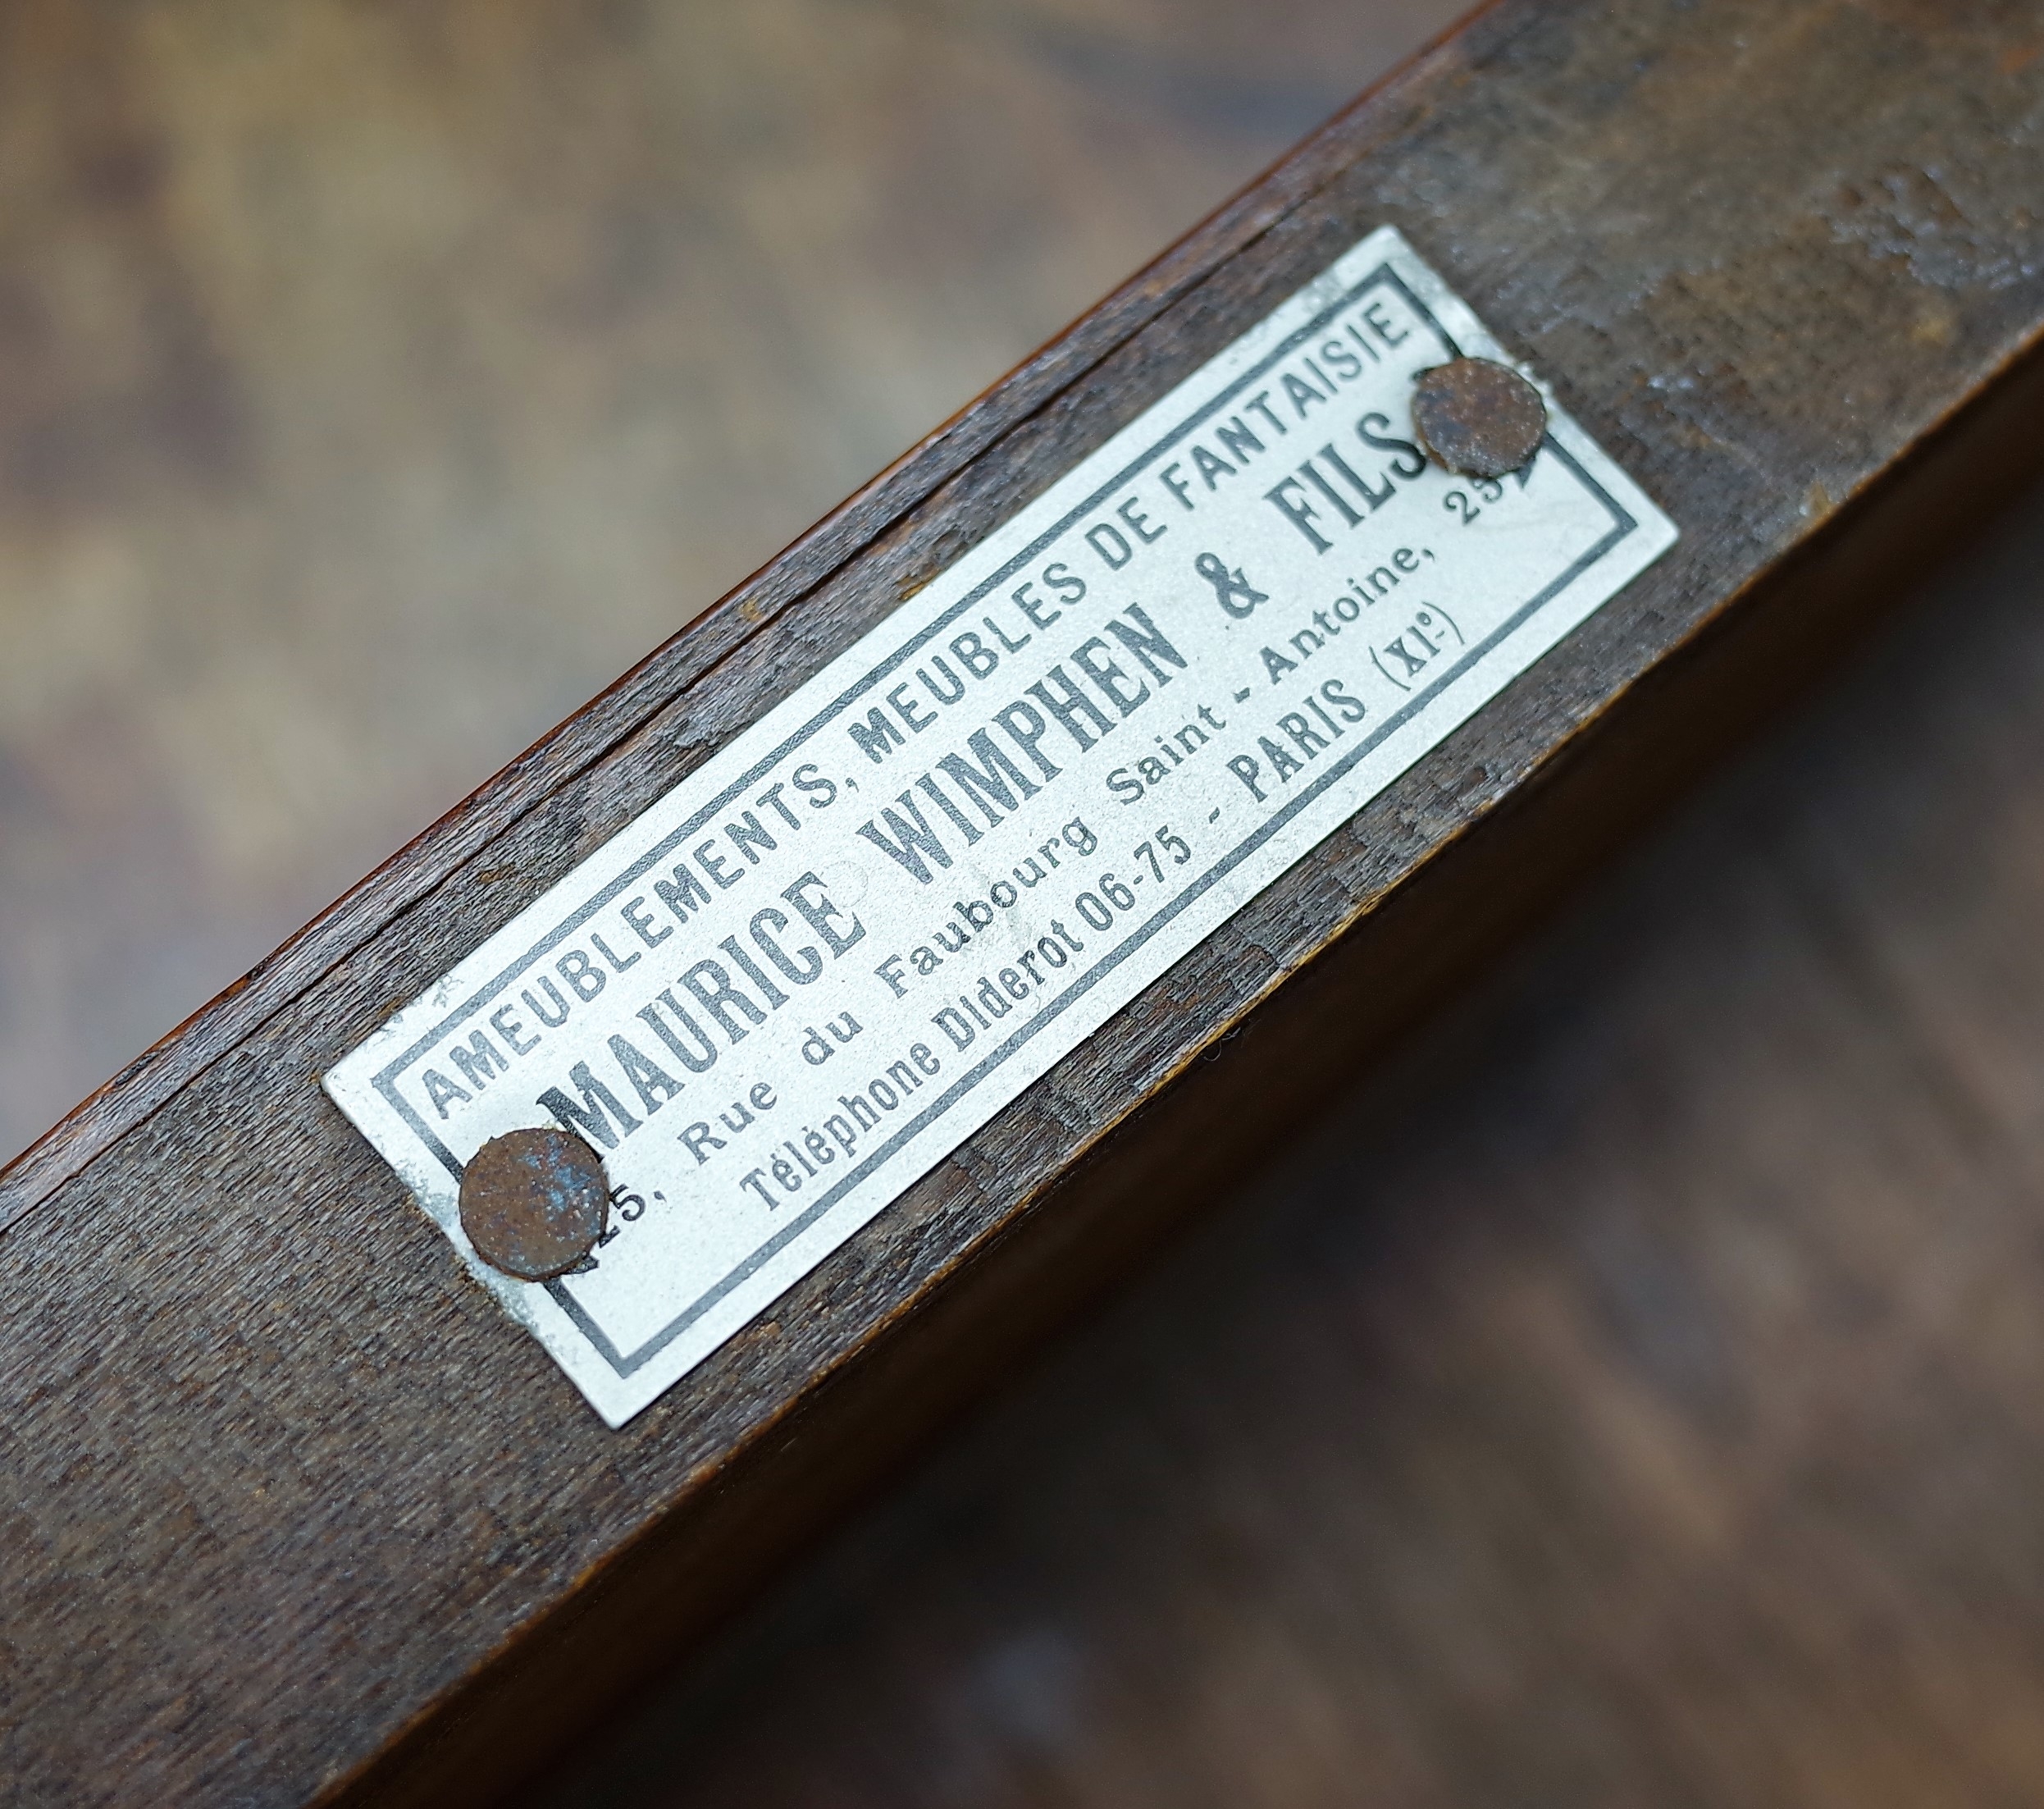 AMEUBLEMENTS, MEUBLES DE FANTAISIE
MAURICE WIMPHEN & FILS
25, Rue du Faubourg Saint-Antoine, 25
Téléphone Diderot 06-75 - PARIS (XIe)